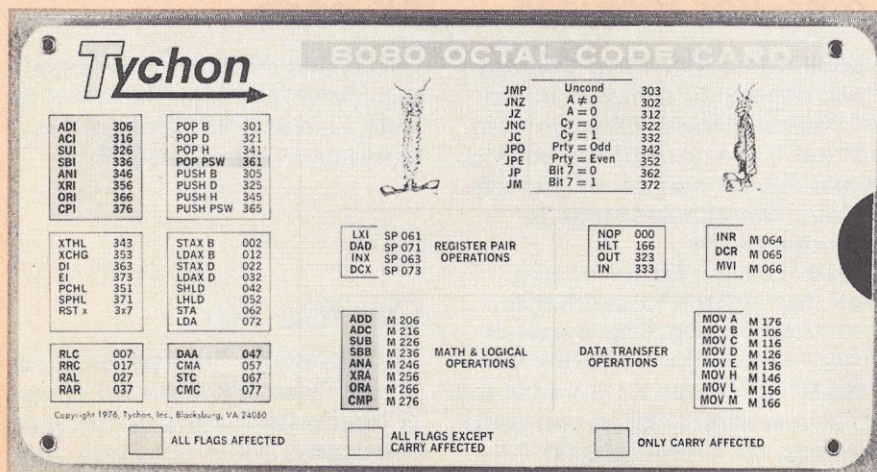 Tychon
8080 OCTAL CODE CARD
ADI 306
ACI 316
SUI 326
SBI 336
ANI 346
XRI 356
ORI 366
CPI 376
POP B 301
POP D 321
POP H 341
POP PSW 361
PUSH B 305
PUSH D 325
PUSH H 345
PUSH PSW 365
JMP Uncond 303
JNZ A ≠ 0 302
JZ A = 0 312
JNC Cy = 0 322
JC Cy = 1 332
JPO Prty = Odd 342
JPE Prty = Even 352
JP Bit 7 = 0 362
JM Bit 7 = 1 372
XTHL 343
XCHG 353
DI 363
EI 373
PCHL 351
SPHL 371
RST x 3x7
STAX B 002
LDAX B 012
STAX D 022
LDAX D 032
SHLD 042
LHLD 052
STA 062
LDA 072
LXI SP 061
DAD SP 071
INX SP 063
DCX SP 073
REGISTER PAIR
OPERATIONS
NOP 000
HLT 166
OUT 323
IN 333
INR M 064
DCR M 065
MVI M 066
RLC 007
RRC 017
RAL 027
RAR 037
DAA 047
CMA 057
STC 067
CMC 077
ADD M 206
ADC M 216
SUB M 226
SBB M 236
ANA M 246
XRA M 256
ORA M 266
CMP M 276
MATH & LOGICAL
OPERATIONS
DATA TRANSFER
OPERATIONS
MOV A M 176
MOV B M 106
MOV C M 116
MOV D M 126
MOV E M 136
MOV H M 146
MOV L M 156
MOV M M 166
Copyright 1976, Tychon, Inc., Blacksburg, VA 24060
ALL FLAGS AFFECTED
ALL FLAGS EXCEPT
CARRY AFFECTED
ONLY CARRY AFFECTED